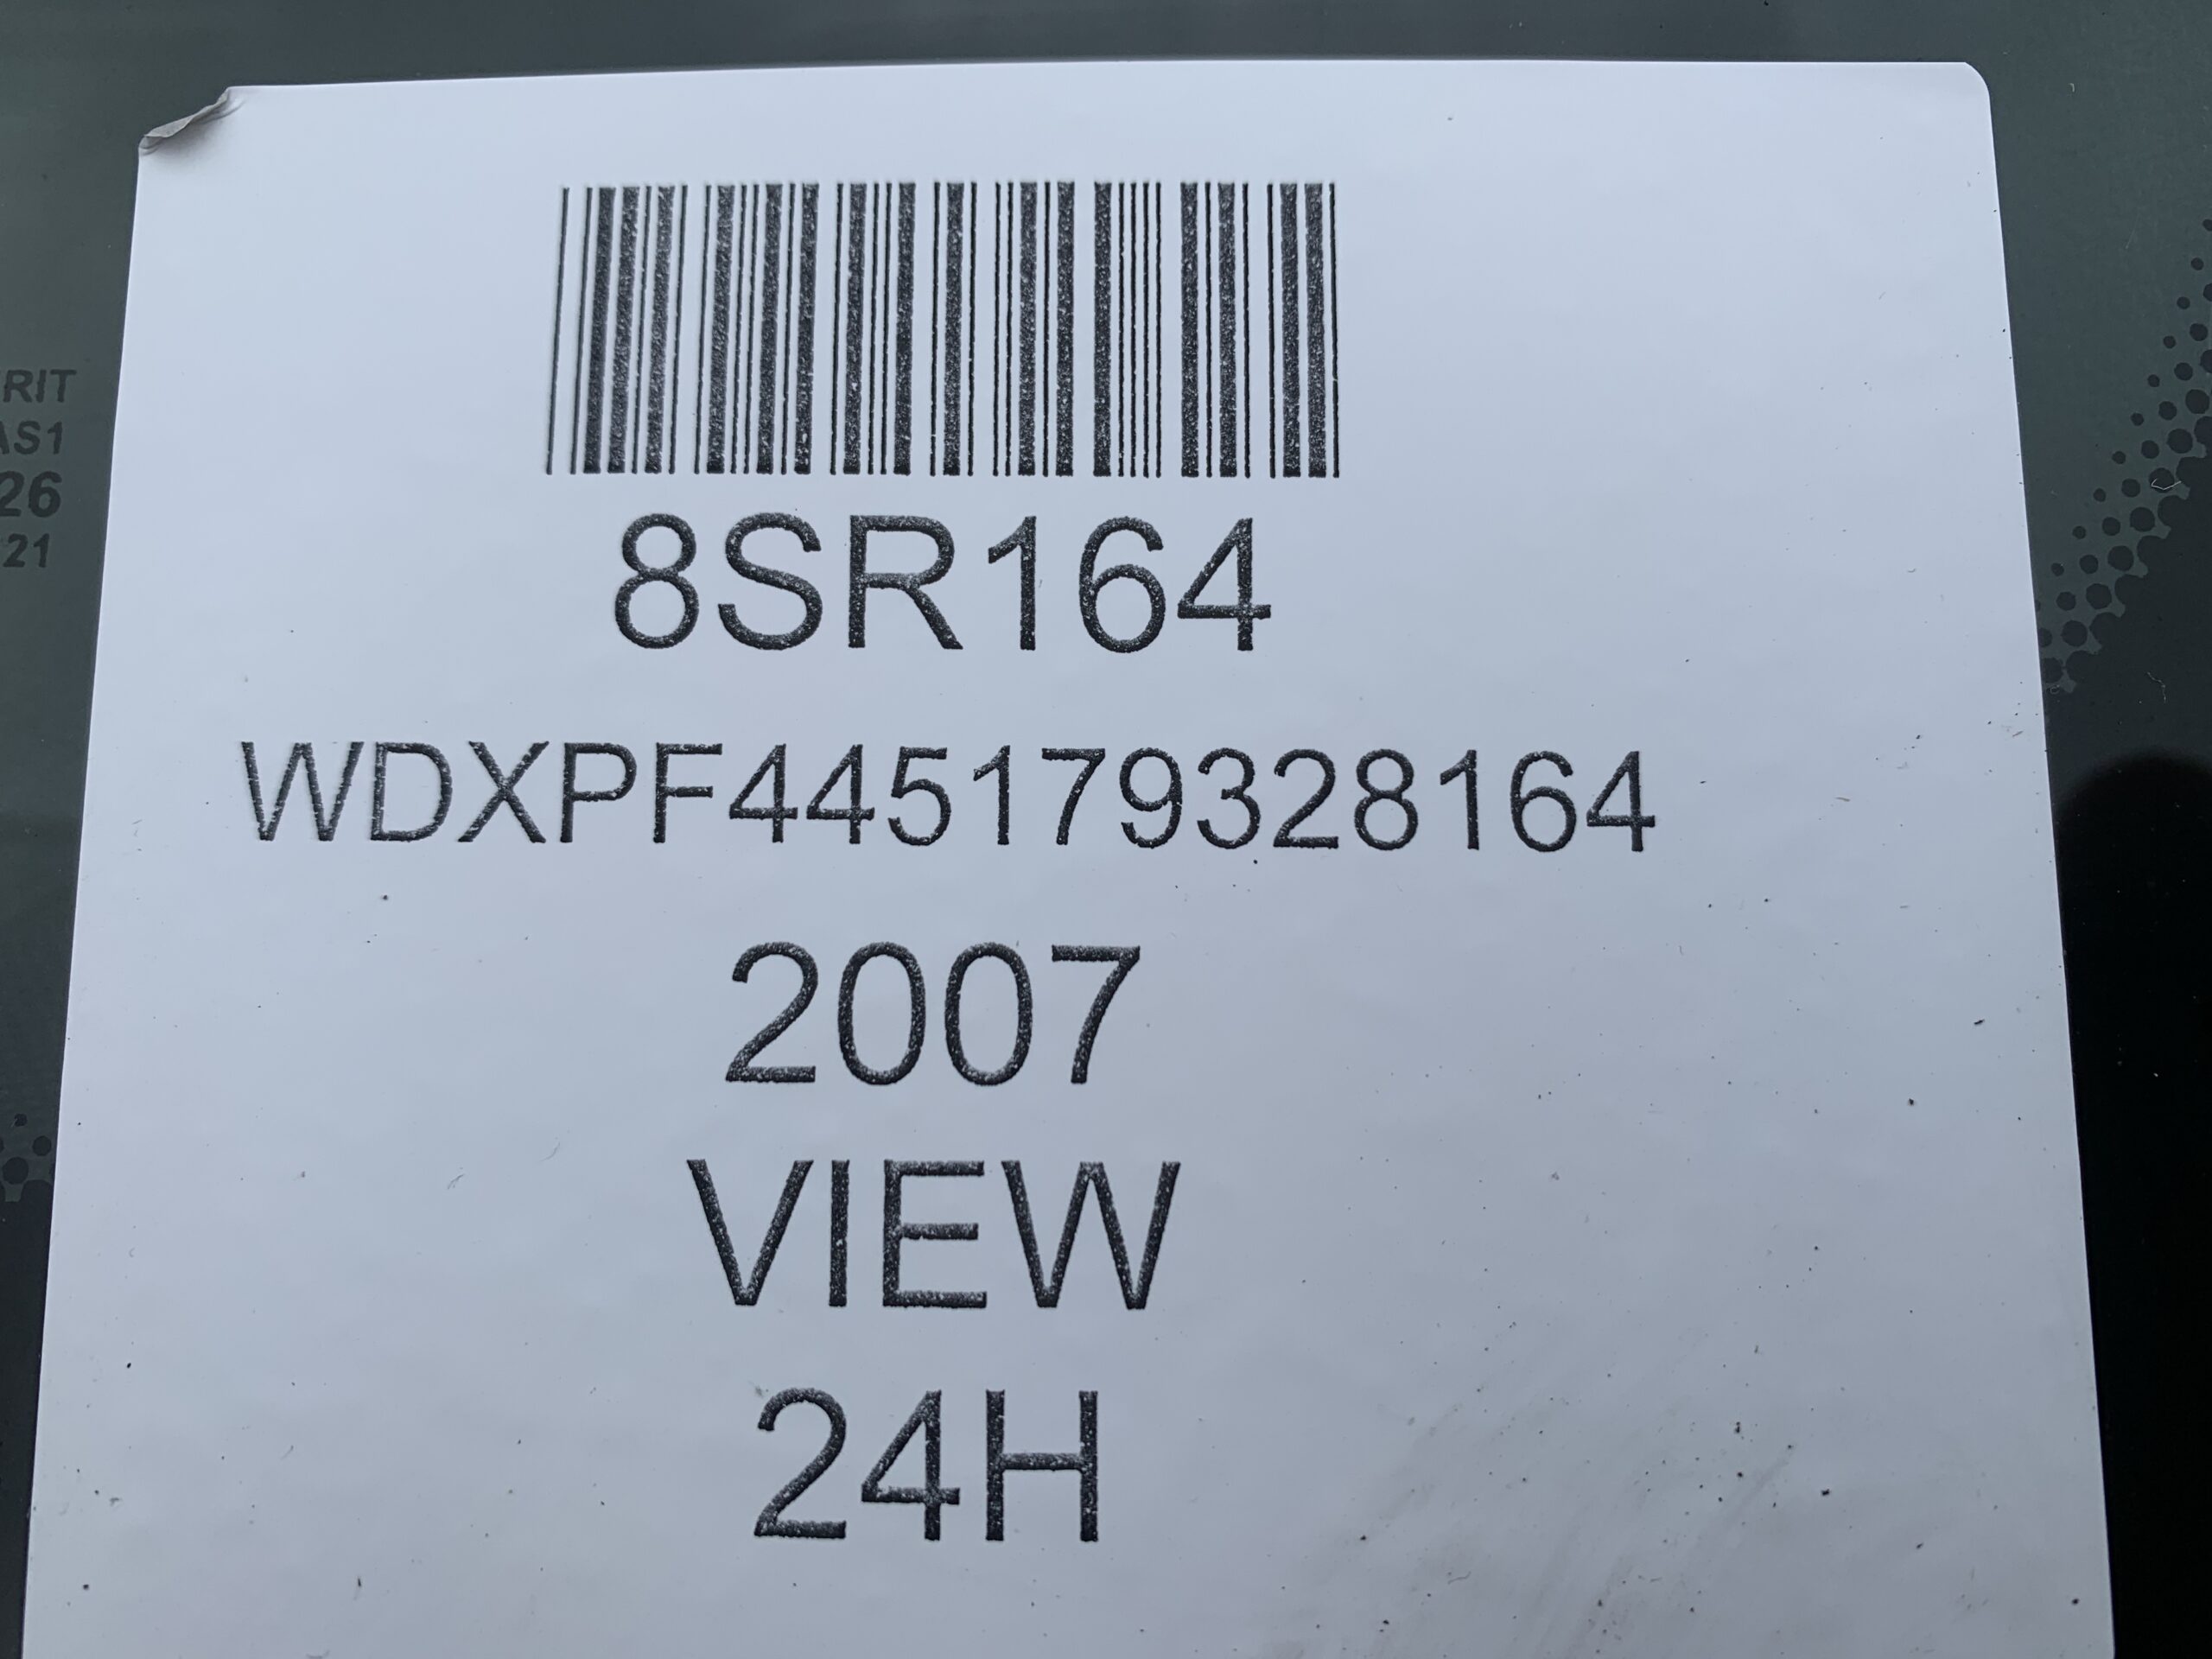 8SR164
WDXPF445179328164
2007
VIEW
24H
RIT
AS1
26
21